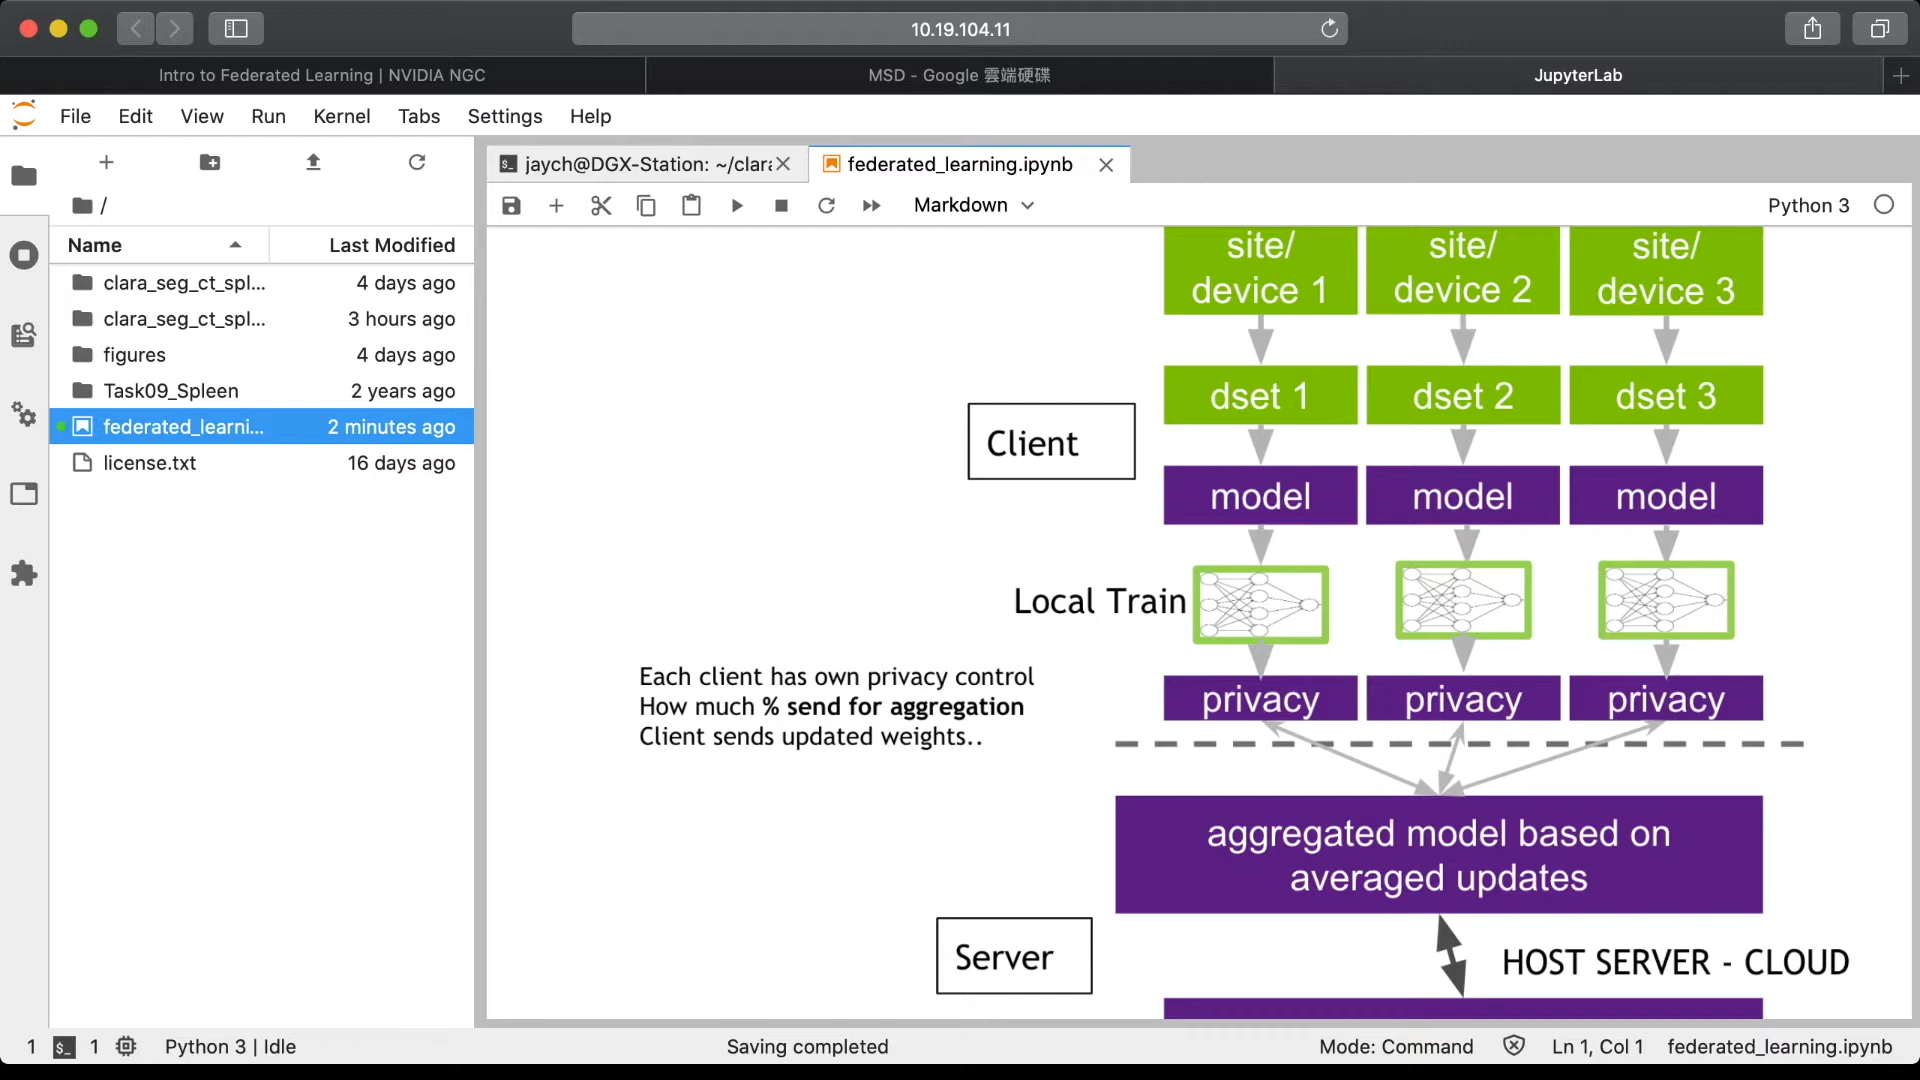 10.19.104.11
Intro to Federated Learning | NVIDIA NGC
MSD - Google 雲端硬碟
JupyterLab
File Edit View Run Kernel Tabs Settings Help
jaych@DGX-Station: ~/clara
federated_learning.ipynb
Markdown
Python 3
/
Name Last Modified
clara_seg_ct_spl... 4 days ago
clara_seg_ct_spl... 3 hours ago
figures 4 days ago
Task09_Spleen 2 years ago
federated_learni... 2 minutes ago
license.txt 16 days ago
site/ device 1
site/ device 2
site/ device 3
dset 1 dset 2 dset 3
Client
model model model
Local Train
Each client has own privacy control
How much % send for aggregation
Client sends updated weights..
privacy privacy privacy
aggregated model based on
averaged updates
Server
HOST SERVER - CLOUD
1 $_ 1 Python 3 | Idle Saving completed Mode: Command Ln 1, Col 1 federated_learning.ipynb